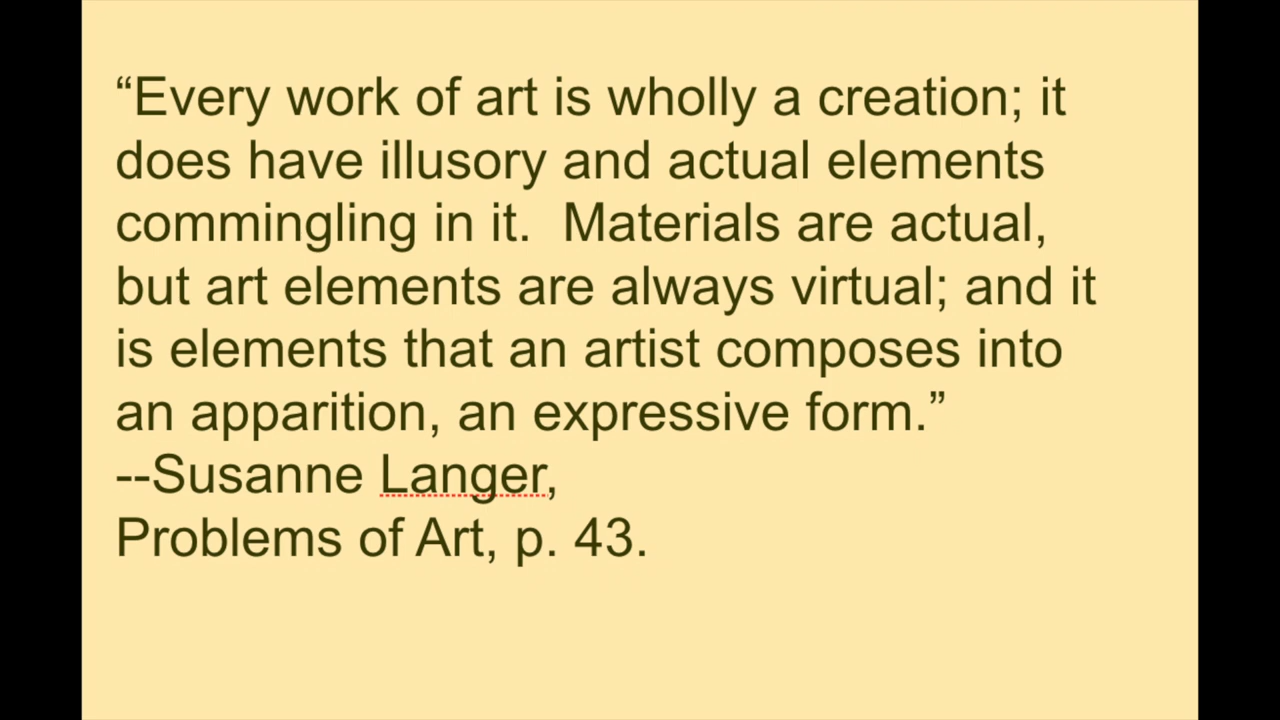 “Every work of art is wholly a creation; it
does have illusory and actual elements
commingling in it.  Materials are actual,
but art elements are always virtual; and it
is elements that an artist composes into
an apparition, an expressive form.”
--Susanne Langer,
Problems of Art, p. 43.